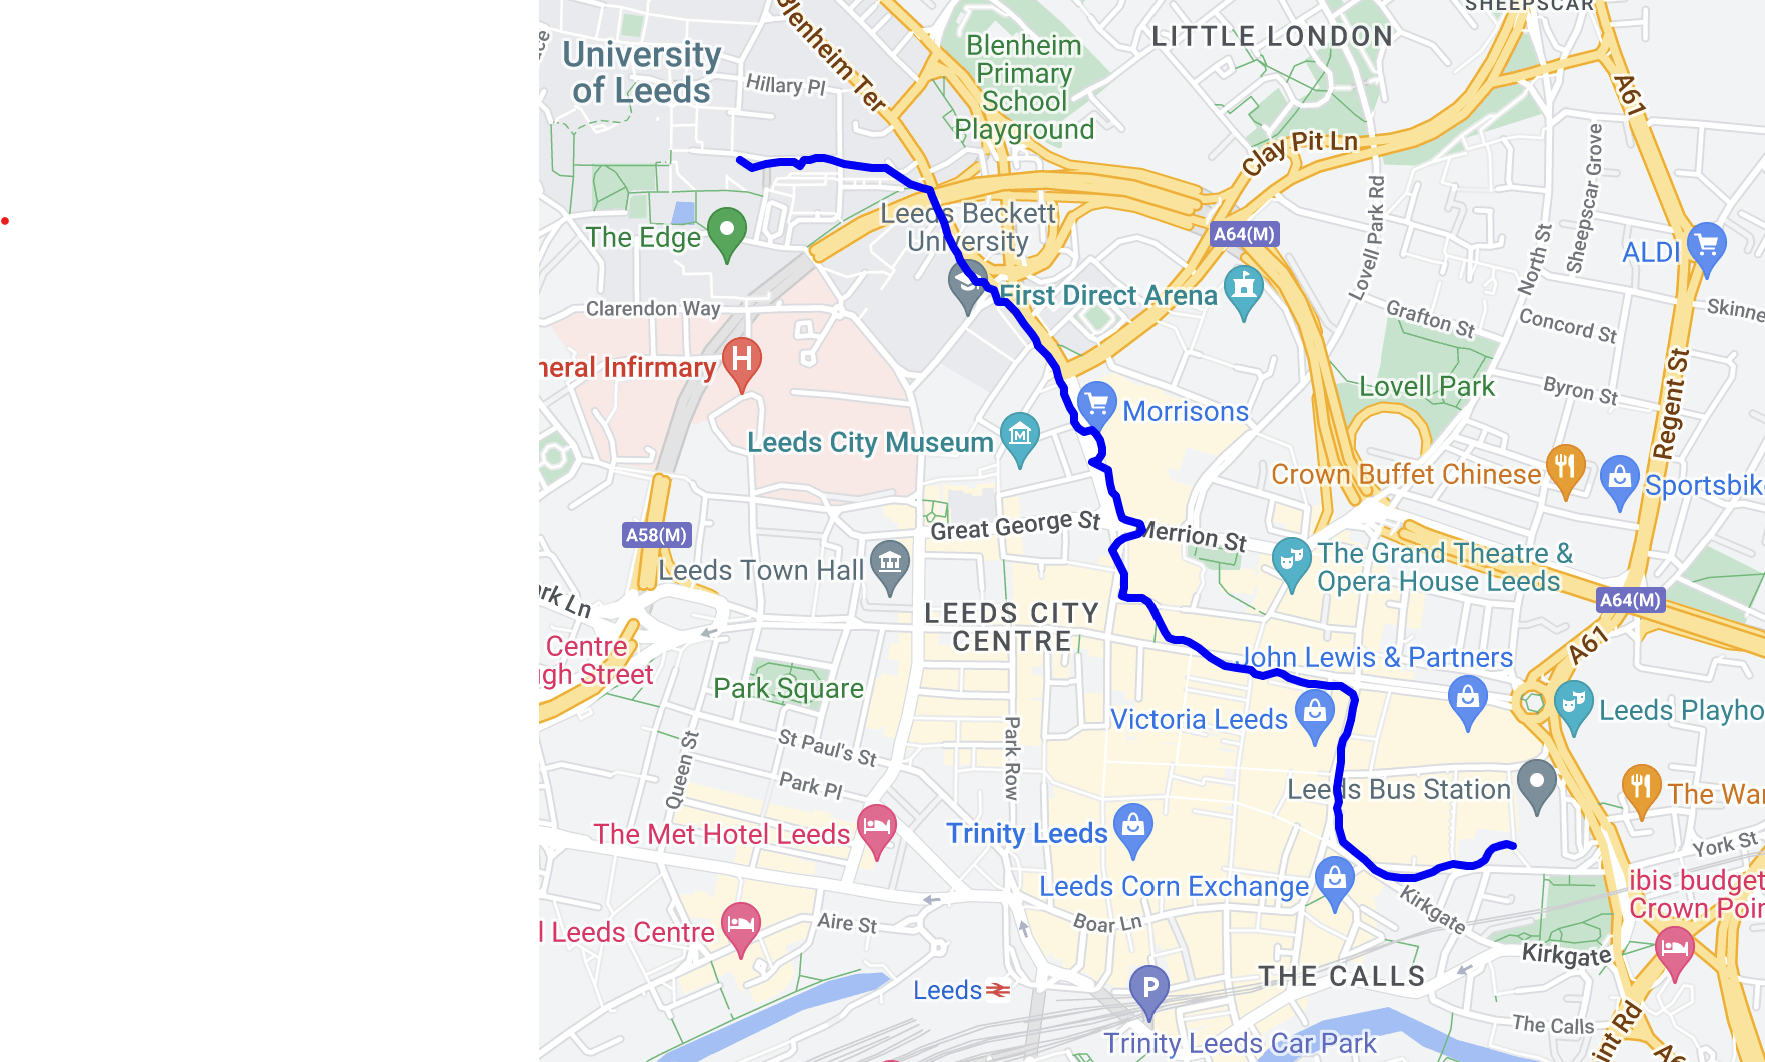 SHEEPSCAR
Blenheim Ter
University
of Leeds
Hillary Pl
Blenheim
Primary
School
Playground
LITTLE LONDON
A61
Clay Pit Ln
Sheepscar Grove
Lovell Park Rd
North St
The Edge
Leeds Beckett
University
A64(M)
ALDI
First Direct Arena
Clarendon Way
Grafton St
Concord St
Skinne
neral Infirmary
H
Regent St
Byron St
Lovell Park
Morrisons
Leeds City Museum
M
Crown Buffet Chinese
Sportsbik
A58(M)
Great George St
Merrion St
Leeds Town Hall
The Grand Theatre &
Opera House Leeds
A64(M)
ark Ln
LEEDS CITY
CENTRE
Centre
gh Street
A61
John Lewis & Partners
Park Square
Victoria Leeds
Leeds Playho
Park Row
St Paul's St
Queen St
Park Pl
Leeds Bus Station
The War
The Met Hotel Leeds
Trinity Leeds
York St
Leeds Corn Exchange
ibis budget
Crown Poin
Kirkgate
l Leeds Centre
Aire St
Boar Ln
Kirkgate
THE CALLS
Leeds
P
The Calls
int Rd
Trinity Leeds Car Park